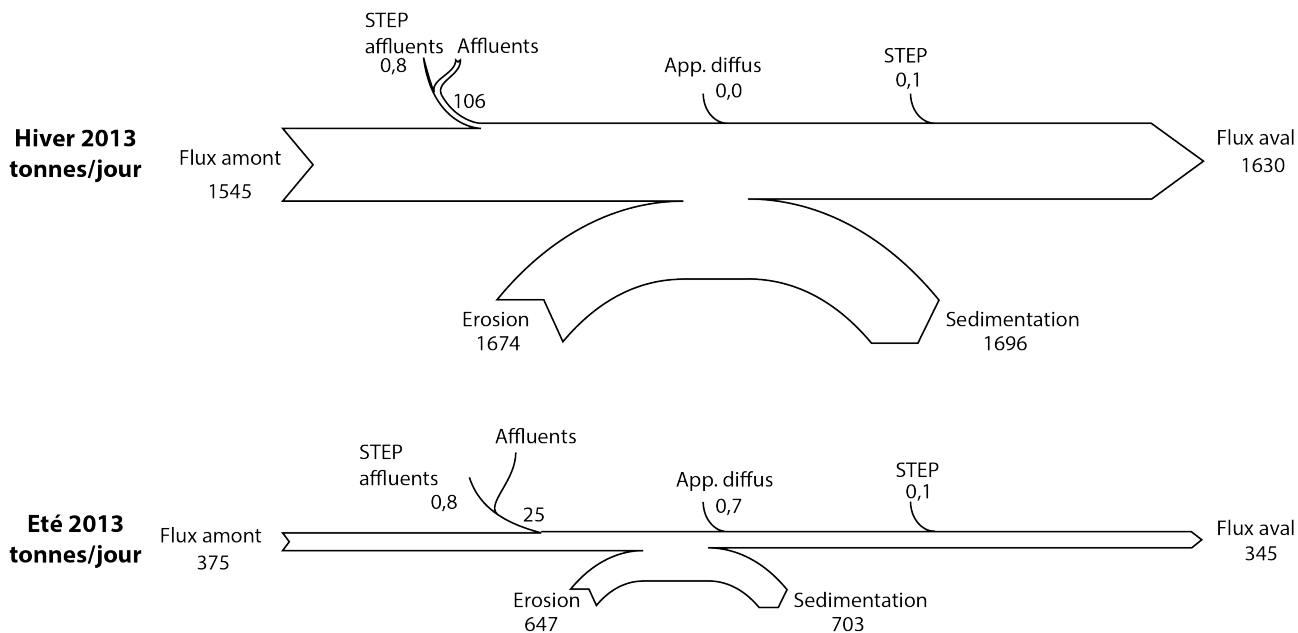 STEP
affluents
0,8
Affluents
106
App. diffus
0,0
STEP
0,1
Hiver 2013
tonnes/jour
Flux amont
1545
Flux aval
1630
Erosion
1674
Sedimentation
1696
STEP
affluents
0,8
Affluents
25
App. diffus
0,7
STEP
0,1
Eté 2013
tonnes/jour
Flux amont
375
Flux aval
345
Erosion
647
Sedimentation
703